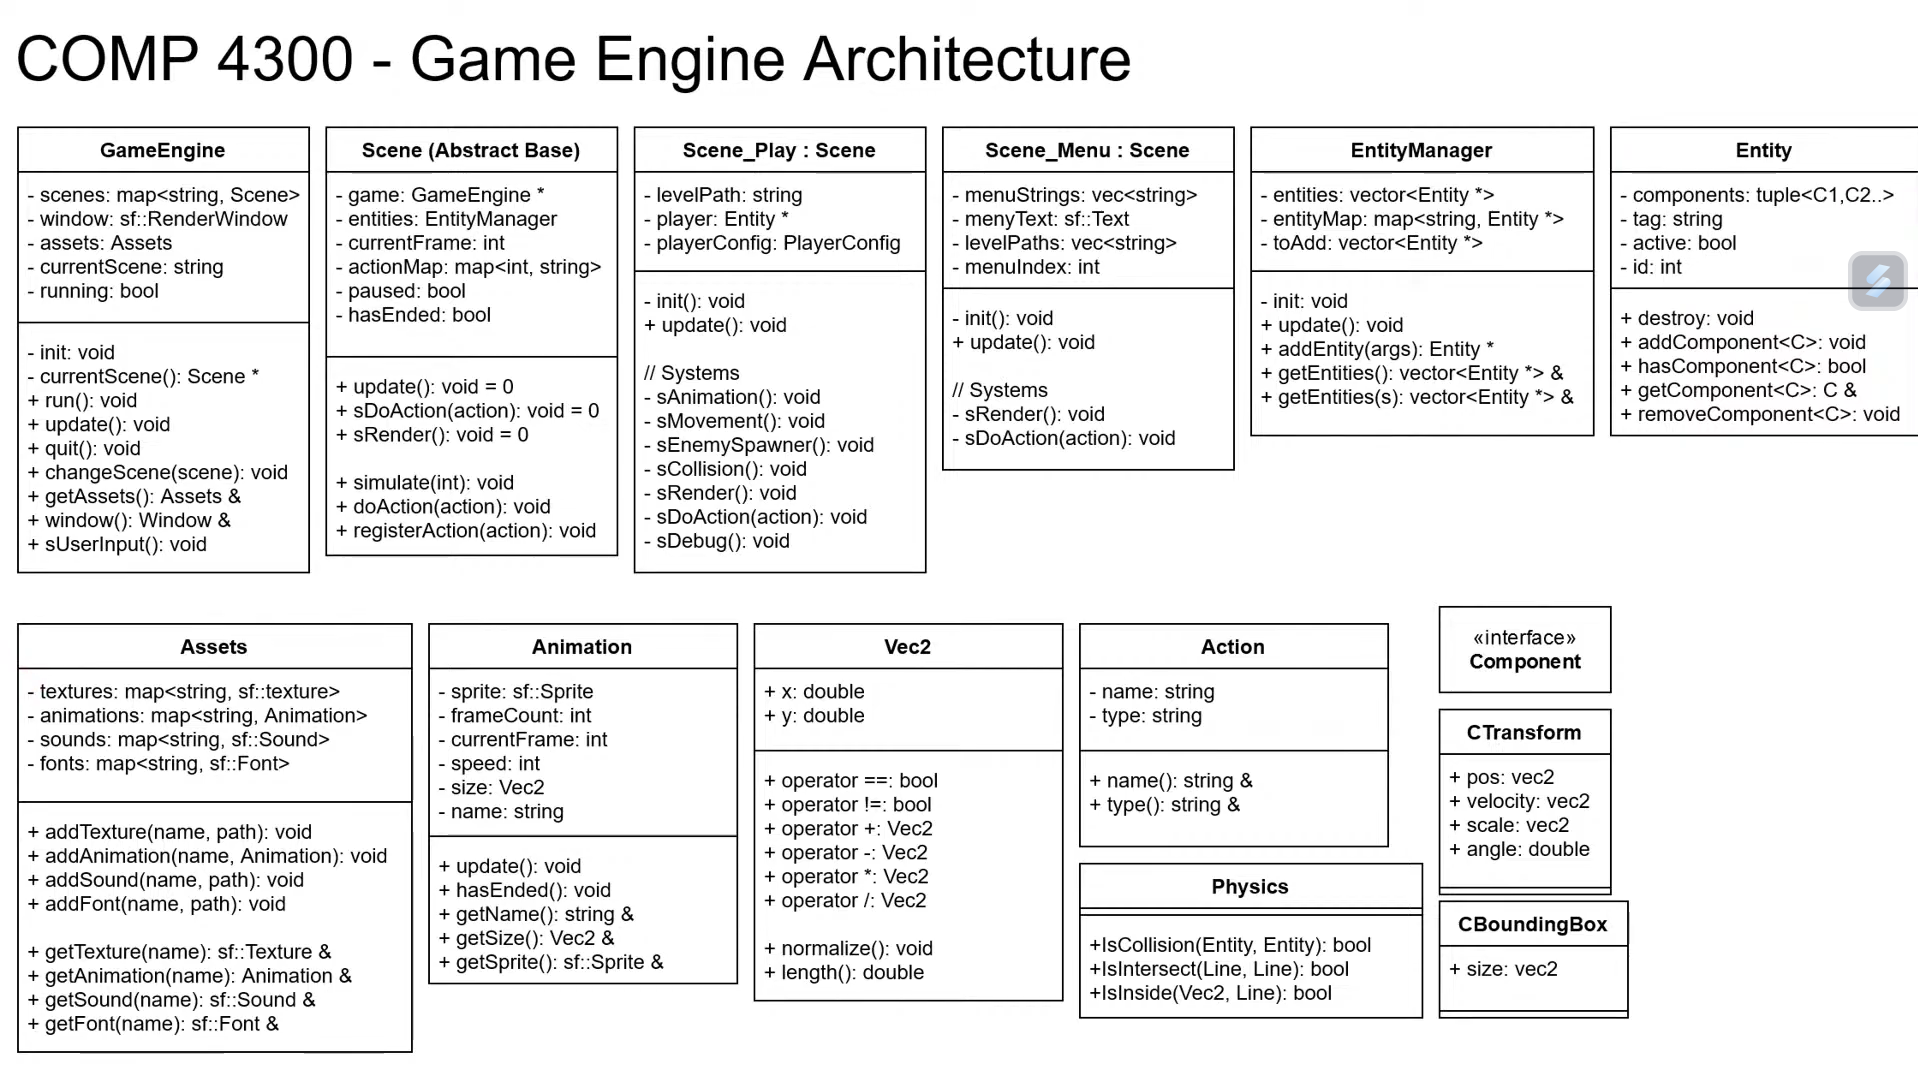 COMP 4300 - Game Engine Architecture
GameEngine
- scenes: map<string, Scene>
- window: sf::RenderWindow
- assets: Assets
- currentScene: string
- running: bool
- init: void
- currentScene(): Scene *
+ run(): void
+ update(): void
+ quit(): void
+ changeScene(scene): void
+ getAssets(): Assets &
+ window(): Window &
+ sUserInput(): void
Scene (Abstract Base)
- game: GameEngine *
- entities: EntityManager
- currentFrame: int
- actionMap: map<int, string>
- paused: bool
- hasEnded: bool
+ update(): void = 0
+ sDoAction(action): void = 0
+ sRender(): void = 0
+ simulate(int): void
+ doAction(action): void
+ registerAction(action): void
Scene_Play : Scene
- levelPath: string
- player: Entity *
- playerConfig: PlayerConfig
- init(): void
+ update(): void
// Systems
- sAnimation(): void
- sMovement(): void
- sEnemySpawner(): void
- sCollision(): void
- sRender(): void
- sDoAction(action): void
- sDebug(): void
Scene_Menu : Scene
- menuStrings: vec<string>
- menyText: sf::Text
- levelPaths: vec<string>
- menuIndex: int
- init(): void
+ update(): void
// Systems
- sRender(): void
- sDoAction(action): void
EntityManager
- entities: vector<Entity *>
- entityMap: map<string, Entity *>
- toAdd: vector<Entity *>
- init: void
+ update(): void
+ addEntity(args): Entity *
+ getEntities(): vector<Entity *> &
+ getEntities(s): vector<Entity *> &
Entity
- components: tuple<C1,C2..>
- tag: string
- active: bool
- id: int
+ destroy: void
+ addComponent<C>: void
+ hasComponent<C>: bool
+ getComponent<C>: C &
+ removeComponent<C>: void
Assets
- textures: map<string, sf::texture>
- animations: map<string, Animation>
- sounds: map<string, sf::Sound>
- fonts: map<string, sf::Font>
+ addTexture(name, path): void
+ addAnimation(name, Animation): void
+ addSound(name, path): void
+ addFont(name, path): void
+ getTexture(name): sf::Texture &
+ getAnimation(name): Animation &
+ getSound(name): sf::Sound &
+ getFont(name): sf::Font &
Animation
- sprite: sf::Sprite
- frameCount: int
- currentFrame: int
- speed: int
- size: Vec2
- name: string
+ update(): void
+ hasEnded(): void
+ getName(): string &
+ getSize(): Vec2 &
+ getSprite(): sf::Sprite &
Vec2
+ x: double
+ y: double
+ operator ==: bool
+ operator !=: bool
+ operator +: Vec2
+ operator -: Vec2
+ operator *: Vec2
+ operator /: Vec2
+ normalize(): void
+ length(): double
Action
- name: string
- type: string
+ name(): string &
+ type(): string &
Physics
+IsCollision(Entity, Entity): bool
+IsIntersect(Line, Line): bool
+IsInside(Vec2, Line): bool
«interface»
Component
CTransform
+ pos: vec2
+ velocity: vec2
+ scale: vec2
+ angle: double
CBoundingBox
+ size: vec2